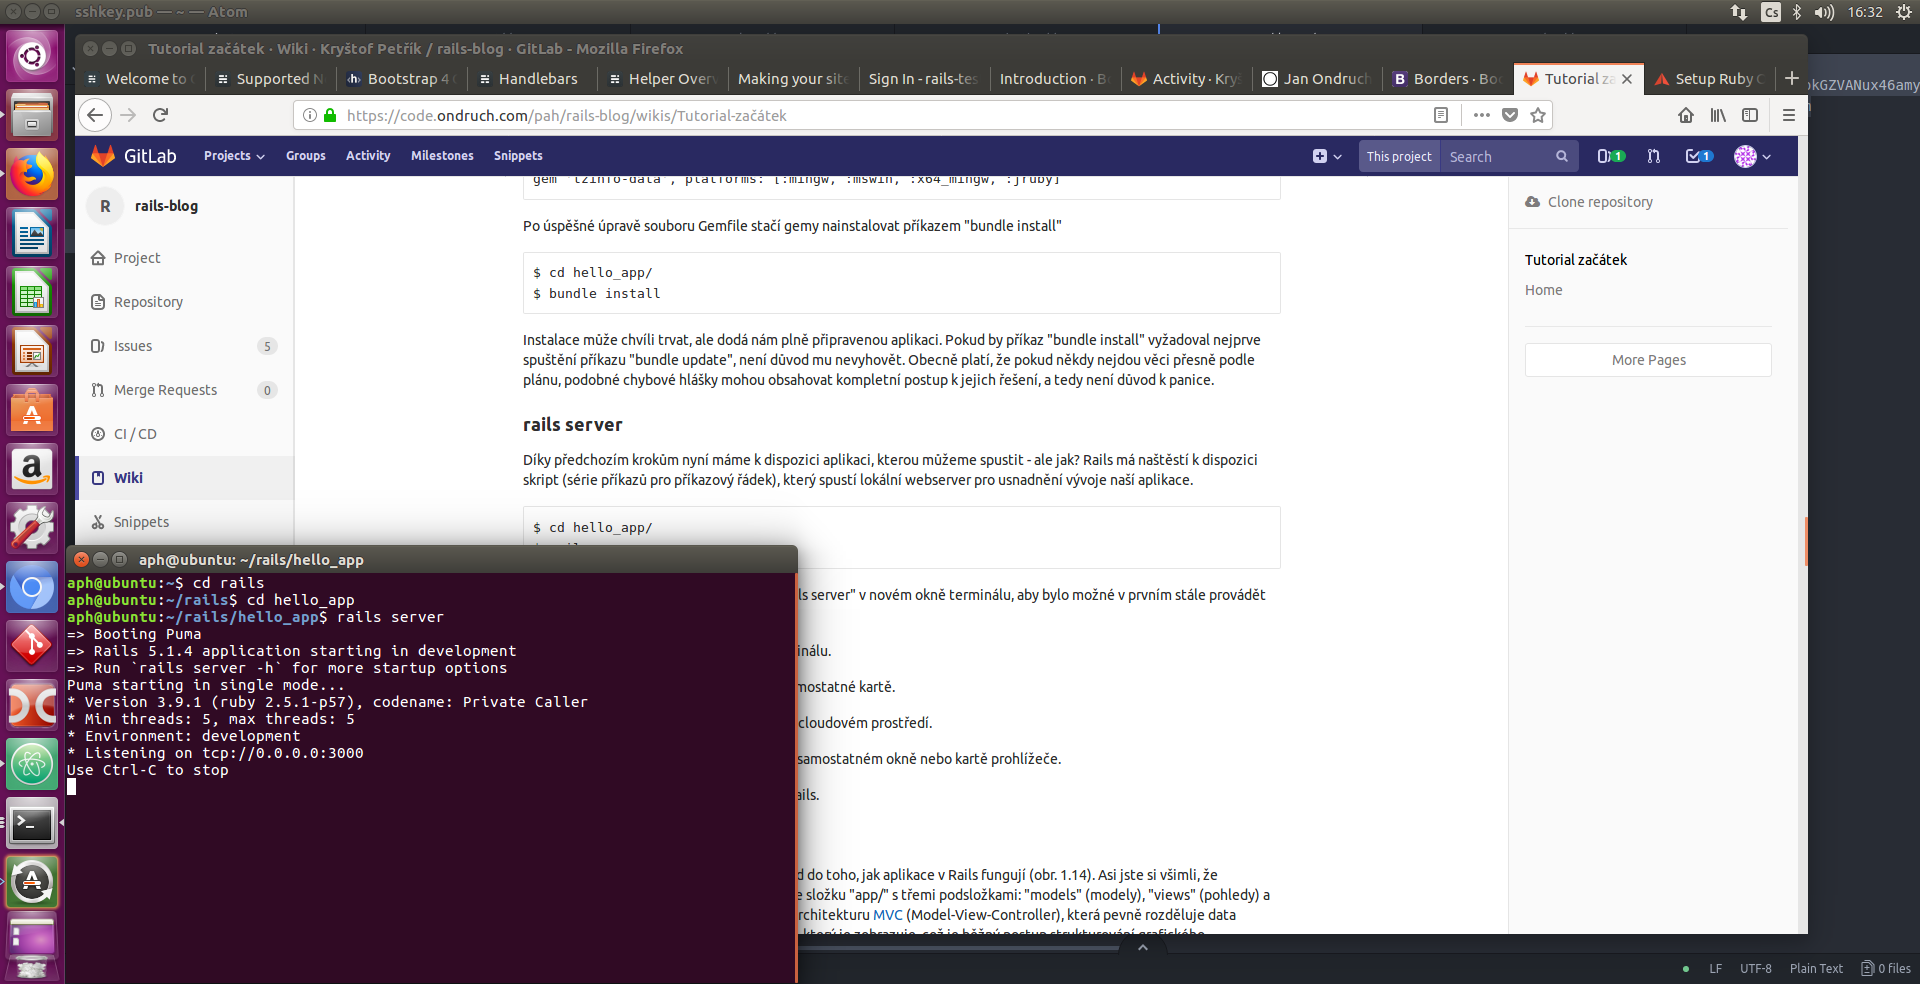 sshkey.pub — ~ — Atom
Cs
16:32
Tutorial začátek · Wiki · Kryštof Petřík / rails-blog · GitLab - Mozilla Firefox
Welcome to
Supported N
Bootstrap 4
Handlebars
Helper Over
Making your site
Sign In · rails-tes
Introduction · B
Activity · Kry
Jan Ondruch
Borders · Boo
Tutorial za
Setup Ruby
kGZVANux46amy
https://code.ondruch.com/pah/rails-blog/wikis/Tutorial-začátek
GitLab
Projects
Groups
Activity
Milestones
Snippets
This project
Search
1
1
R
rails-blog
Project
Repository
Issues
5
Merge Requests
0
CI / CD
Wiki
Snippets
gem 'tzinfo-data', platforms: [:mingw, :mswin, :x64_mingw, :jruby]
Po úspěšné úpravě souboru Gemfile stačí gemy nainstalovat příkazem "bundle install"
$ cd hello_app/
$ bundle install
Instalace může chvíli trvat, ale dodá nám plně připravenou aplikaci. Pokud by příkaz "bundle install" vyžadoval nejprve
spuštění příkazu "bundle update", není důvod mu nevyhovět. Obecně platí, že pokud někdy nejdou věci přesně podle
plánu, podobné chybové hlášky mohou obsahovat kompletní postup k jejich řešení, a tedy není důvod k panice.
rails server
Díky předchozím krokům nyní máme k dispozici aplikaci, kterou můžeme spustit - ale jak? Rails má naštěstí k dispozici
skript (série příkazů pro příkazový řádek), který spustí lokální webserver pro usnadnění vývoje naší aplikace.
$ cd hello_app/
ls server" v novém okně terminálu, aby bylo možné v prvním stále provádět
inálu.
mostatné kartě.
cloudovém prostředí.
samostatném okně nebo kartě prohlížeče.
ails.
d do toho, jak aplikace v Rails fungují (obr. 1.14). Asi jste si všimli, že
e složku "app/" s třemi podsložkami: "models" (modely), "views" (pohledy) a
rchitekturu MVC (Model-View-Controller), která pevně rozděluje data
který je zobrazuje, což je běžný postup strukturování grafického
Clone repository
Tutorial začátek
Home
More Pages
aph@ubuntu: ~/rails/hello_app
aph@ubuntu:~$ cd rails
aph@ubuntu:~/rails$ cd hello_app
aph@ubuntu:~/rails/hello_app$ rails server
=> Booting Puma
=> Rails 5.1.4 application starting in development
=> Run `rails server -h` for more startup options
Puma starting in single mode...
* Version 3.9.1 (ruby 2.5.1-p57), codename: Private Caller
* Min threads: 5, max threads: 5
* Environment: development
* Listening on tcp://0.0.0.0:3000
Use Ctrl-C to stop
LF
UTF-8
Plain Text
0 files